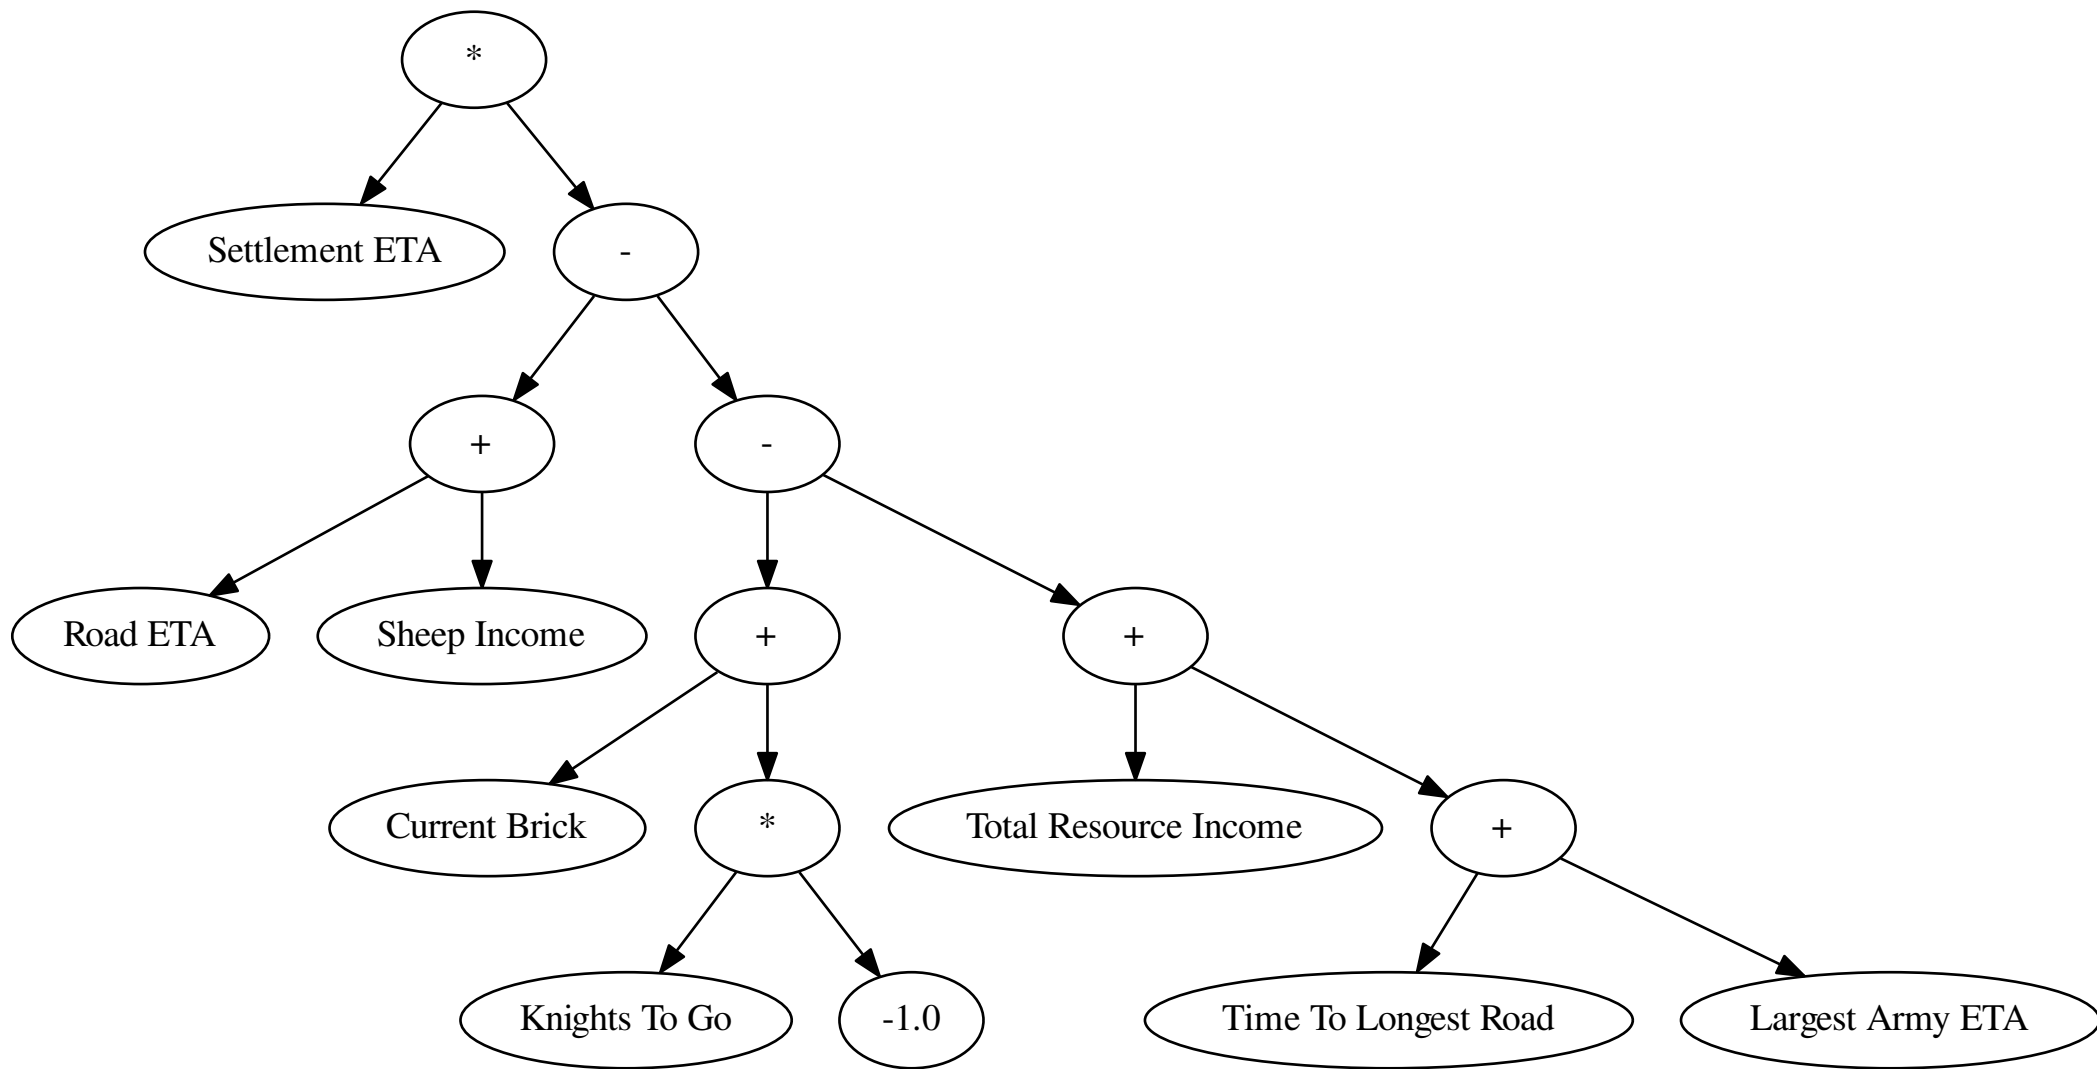 *
Settlement ETA
-
+
-
Road ETA
Sheep Income
+
+
Current Brick
*
Total Resource Income
+
Knights To Go
-1.0
Time To Longest Road
Largest Army ETA